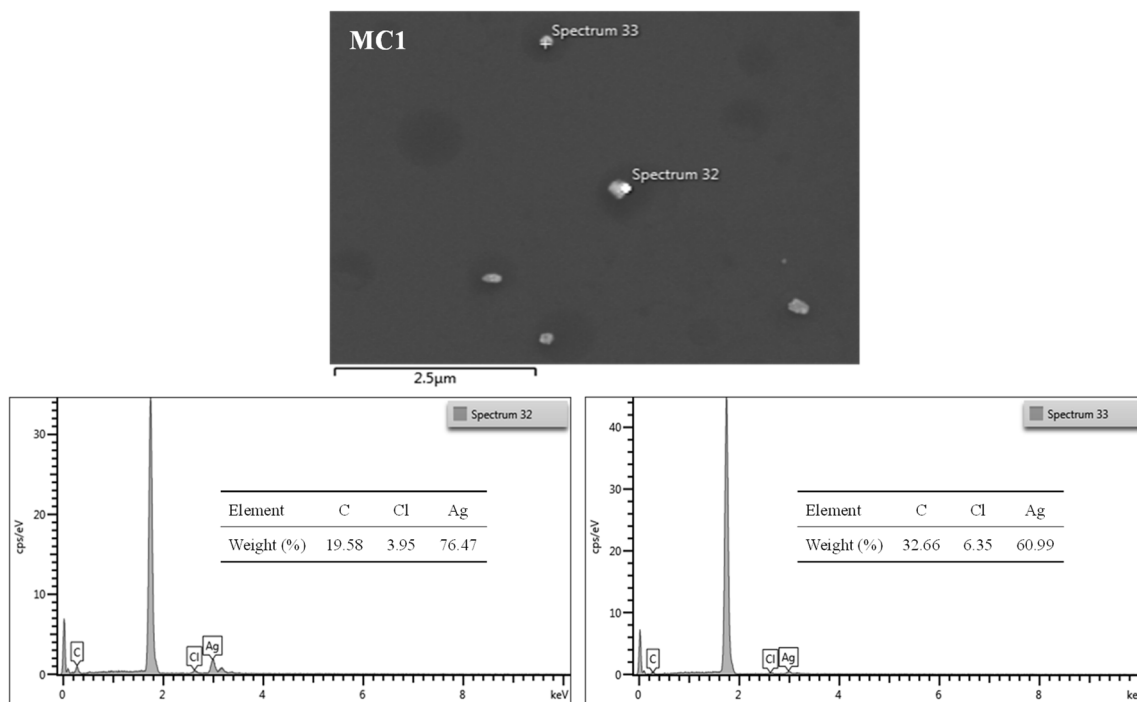 MC1
Spectrum 33
Spectrum 32
2.5µm
Spectrum 32
30
20
10
0
cps/eV
Element C Cl Ag
Weight (%) 19.58 3.95 76.47
C
Cl
Ag
0 2 4 6 8 keV
Spectrum 33
40
30
20
10
0
cps/eV
Element C Cl Ag
Weight (%) 32.66 6.35 60.99
C
Cl
Ag
0 2 4 6 8 ke